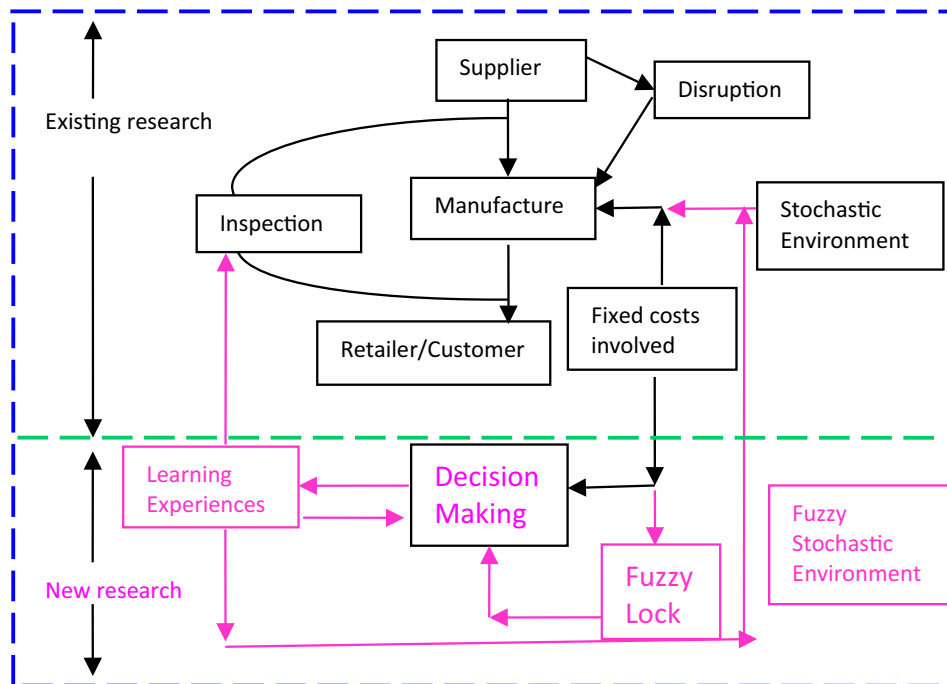 Supplier
Disruption
Existing research
Manufacture
Inspection
Stochastic
Environment
Fixed costs
involved
Retailer/Customer
Learning
Experiences
Decision
Making
Fuzzy
Stochastic
Environment
New research
Fuzzy
Lock